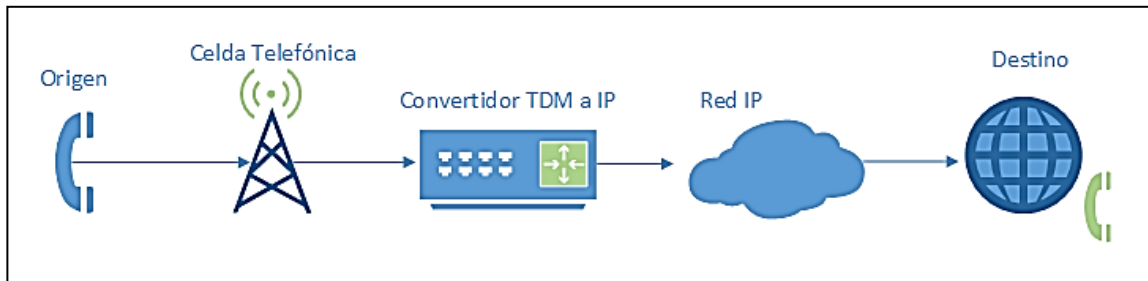 Origen
Celda Telefónica
Convertidor TDM a IP
Red IP
Destino